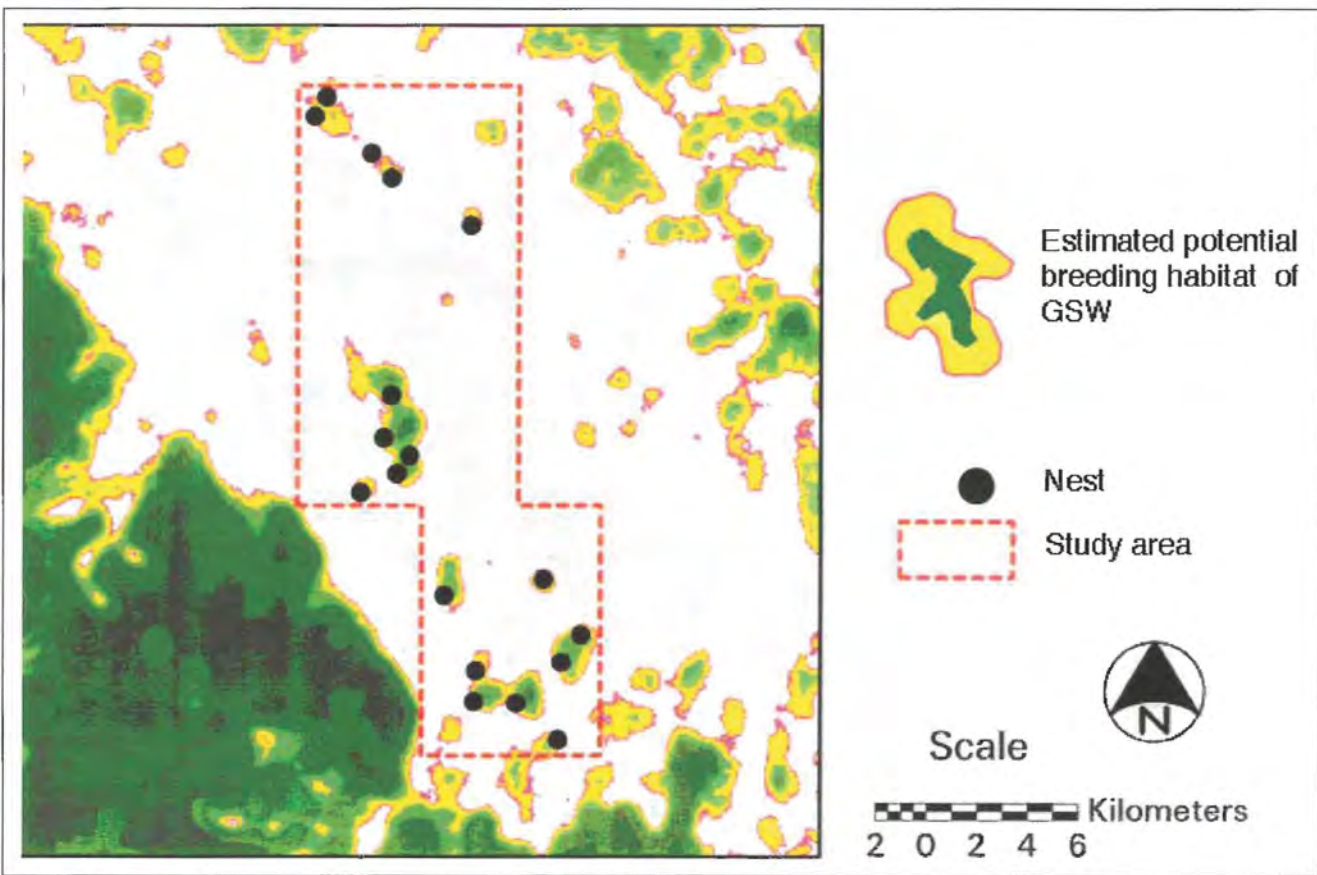 Estimated potential
breeding habitat of
GSW
Nest
Study area
N
Scale
Kilometers
2 0 2 4 6